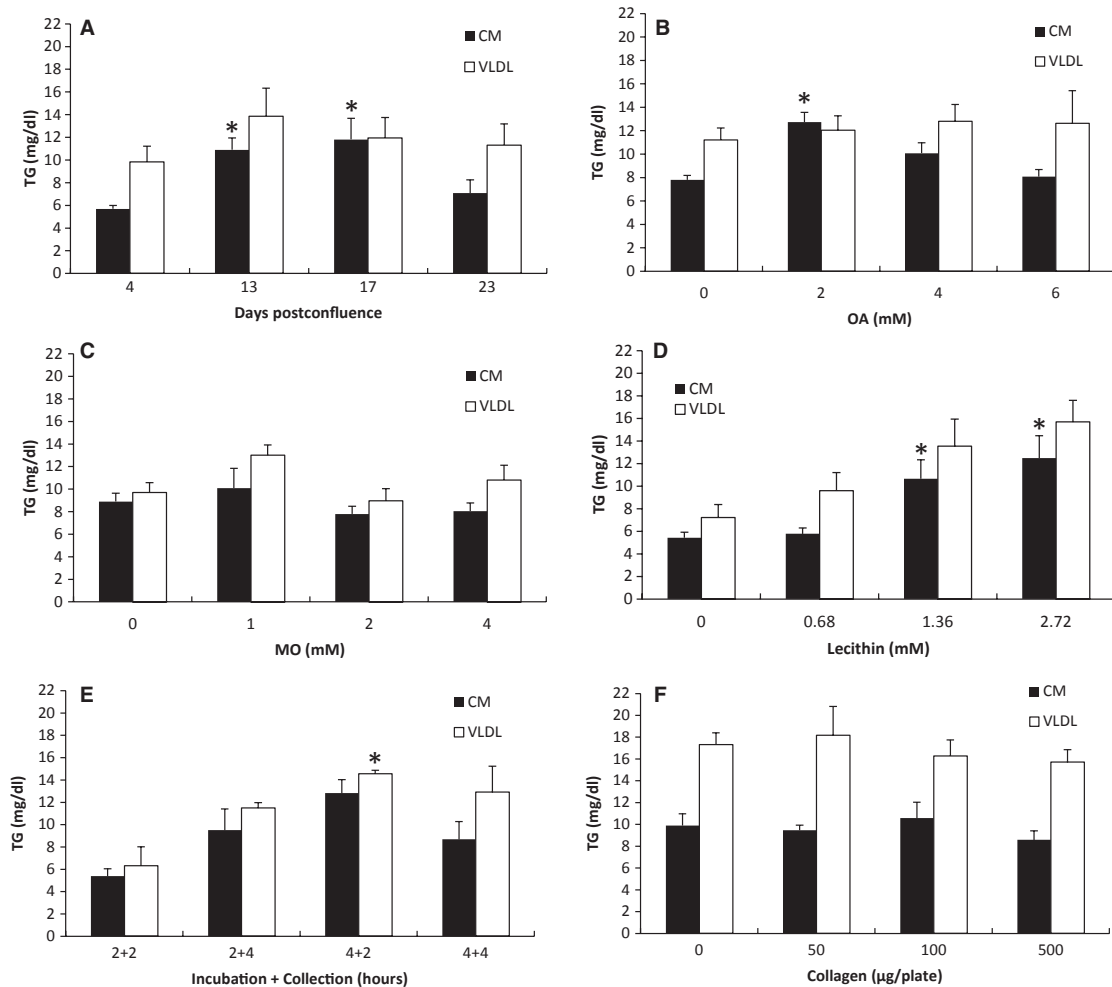 A
CM
VLDL
TG (mg/dl)
22
20
18
16
14
12
10
8
6
4
2
0
* *
4 13 17 23
Days postconfluence
B
CM
VLDL
TG (mg/dl)
22
20
18
16
14
12
10
8
6
4
2
0
*
0 2 4 6
OA (mM)
C
CM
VLDL
TG (mg/dl)
22
20
18
16
14
12
10
8
6
4
2
0
0 1 2 4
MO (mM)
D
CM
VLDL
TG (mg/dl)
22
20
18
16
14
12
10
8
6
4
2
0
* *
0 0.68 1.36 2.72
Lecithin (mM)
E
CM
VLDL
TG (mg/dl)
22
20
18
16
14
12
10
8
6
4
2
0
*
2+2 2+4 4+2 4+4
Incubation + Collection (hours)
F
CM
VLDL
TG (mg/dl)
22
20
18
16
14
12
10
8
6
4
2
0
0 50 100 500
Collagen (µg/plate)